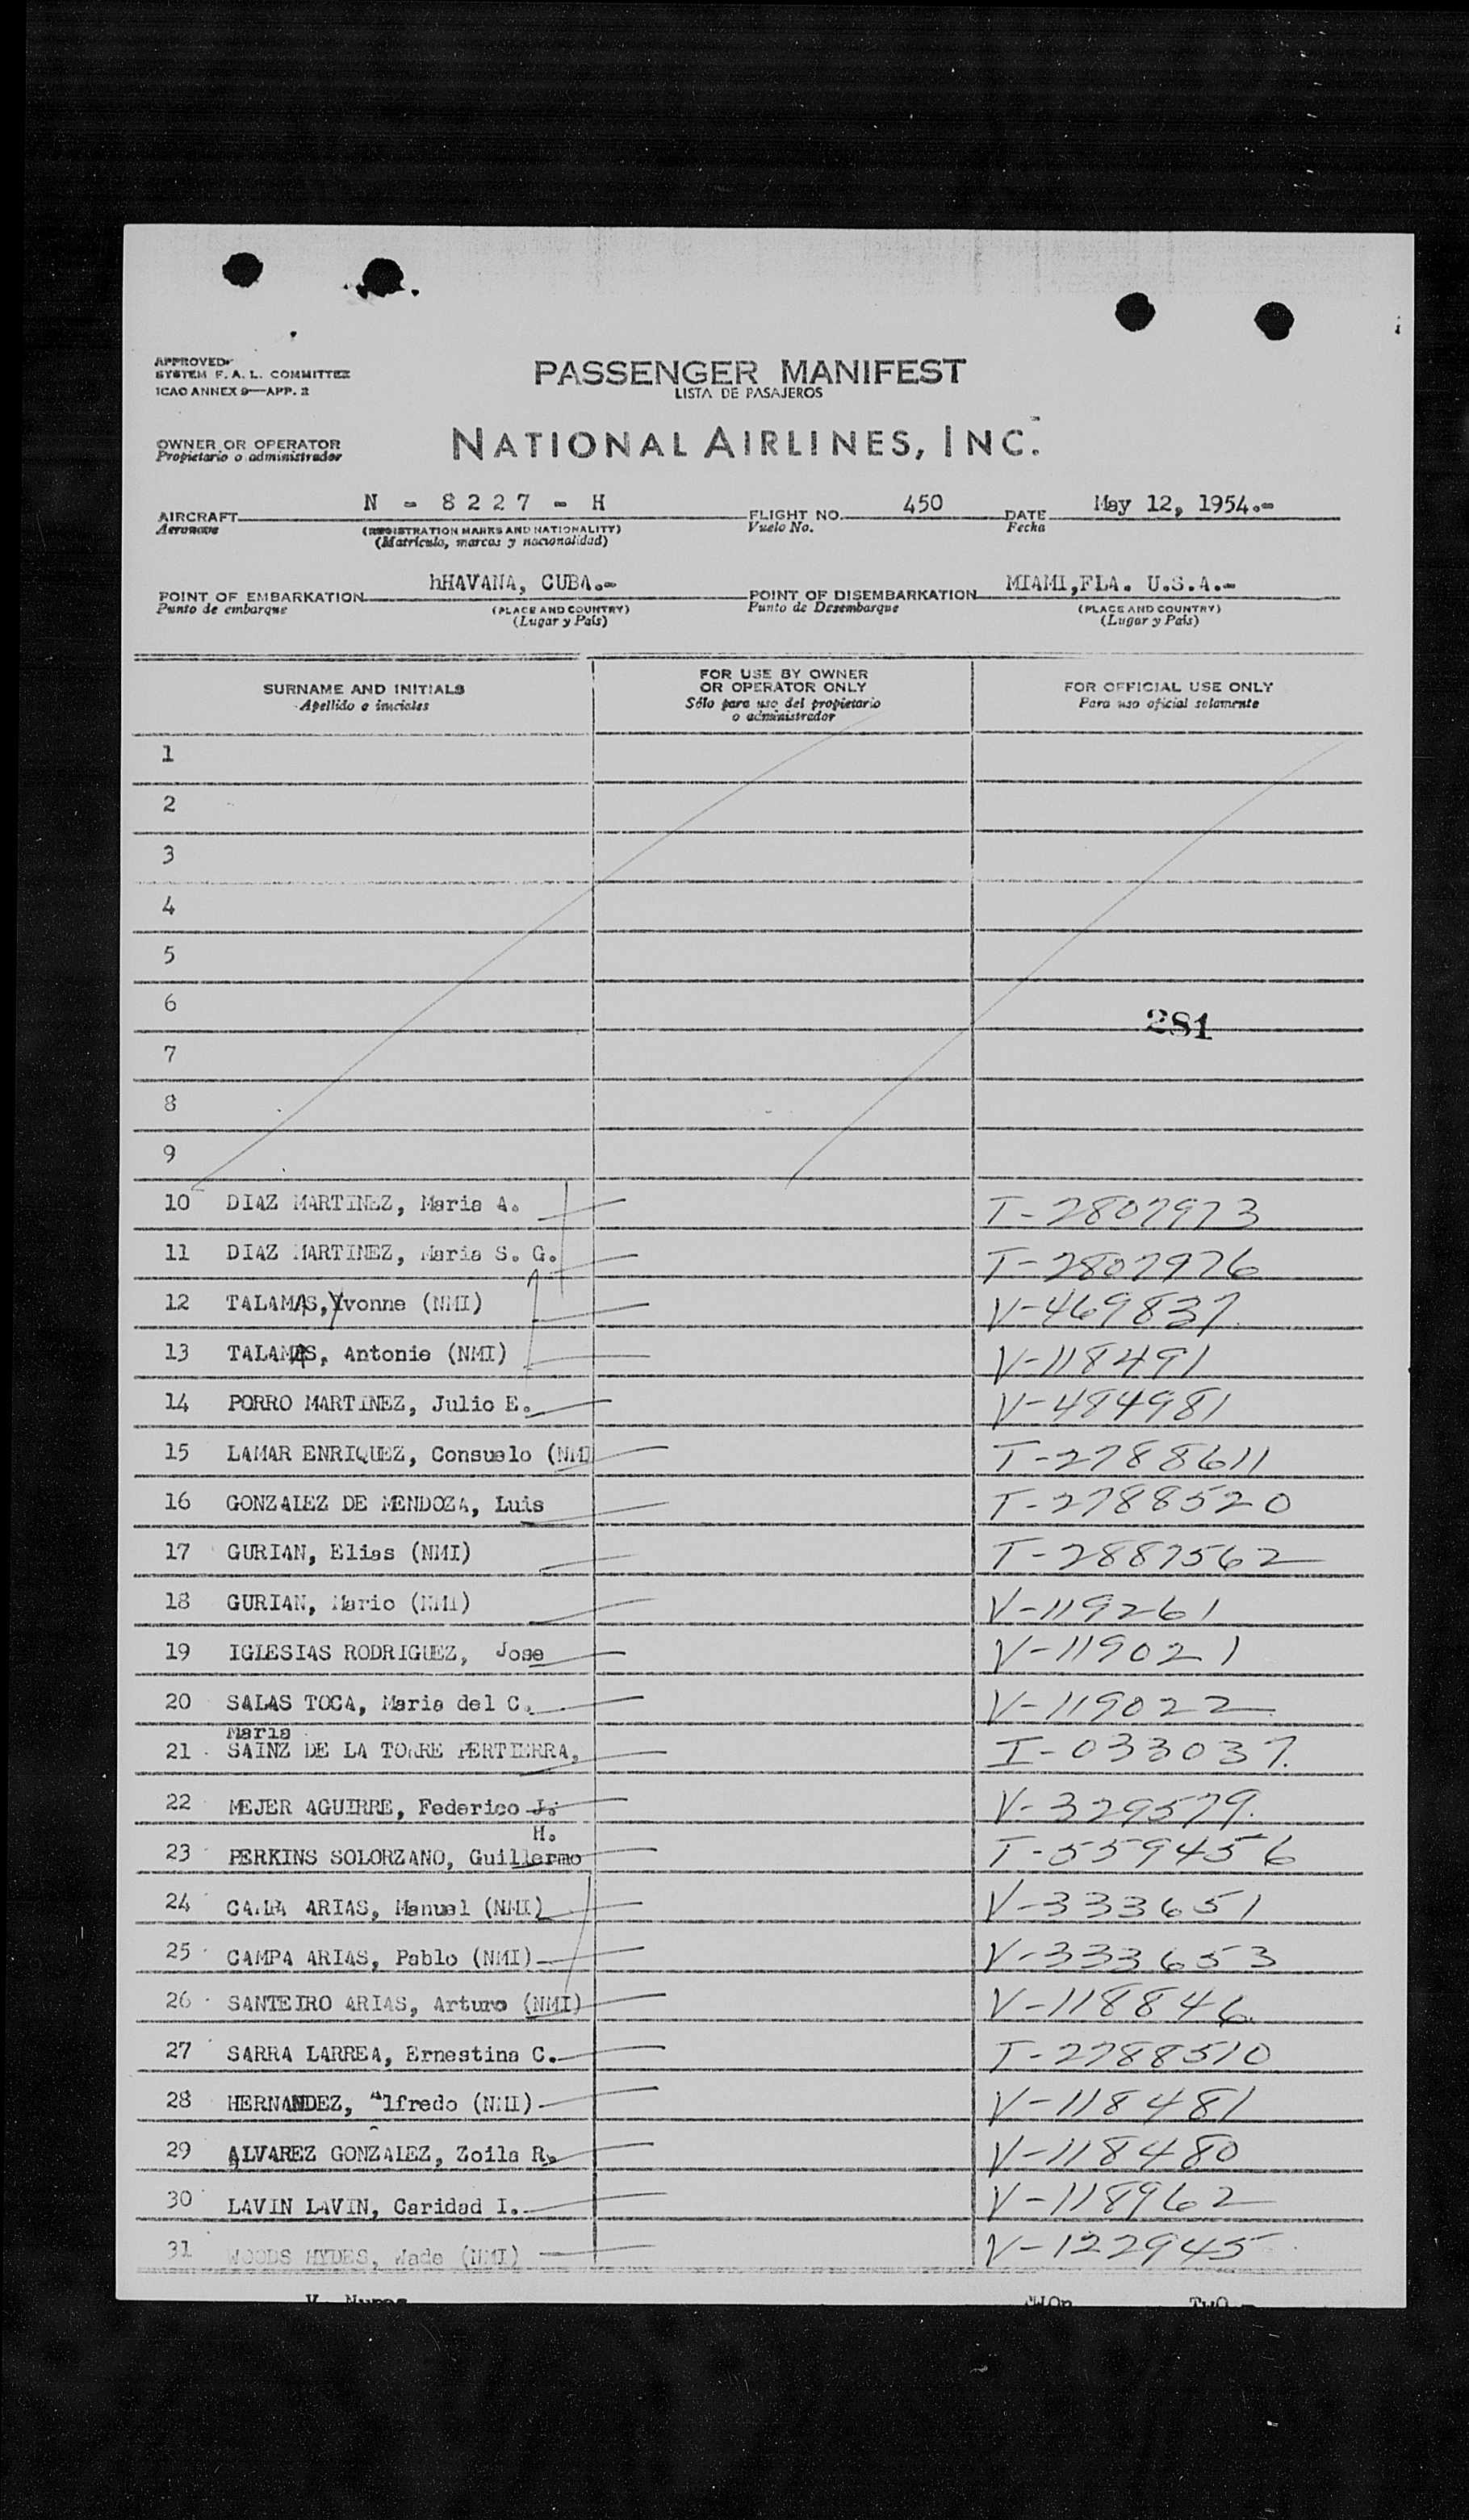 APPROVED:
SYSTEM F. A. L. COMMITTEE
ICAO ANNEX 9—APP. 2
PASSENGER MANIFEST
LISTA DE PASAJEROS
OWNER OR OPERATOR
Propietario o administrador
NATIONAL AIRLINES, INC.
AIRCRAFT N - 8 2 2 7 - H FLIGHT NO. 450 DATE May 12, 1954.-
Aeronave (REGISTRATION MARKS AND NATIONALITY) Vuelo No. Fecha
(Matrícula, marcas y nacionalidad)
POINT OF EMBARKATION hHAVANA, CUBA.- POINT OF DISEMBARKATION MIAMI,FLA. U.S.A.-
Punto de embarque (PLACE AND COUNTRY) Punto de Desembarque (PLACE AND COUNTRY)
(Lugar y País) (Lugar y País)
SURNAME AND INITIALS
Apellido e iniciales
FOR USE BY OWNER
OR OPERATOR ONLY
Sólo para uso del propietario
o administrador
FOR OFFICIAL USE ONLY
Para uso oficial solamente
1
2
3
4
5
6
281
7
8
9
10 DIAZ MARTINEZ, Maria A. T-2807973
11 DIAZ MARTINEZ, Maria S. G. T-2807976
12 TALAMAS, Yvonne (NMI) V-469837
13 TALAMAS, Antonie (NMI) V-118491
14 PORRO MARTINEZ, Julio E. V-484981
15 LAMAR ENRIQUEZ, Consuelo (NMI T-2788611
16 GONZALEZ DE MENDOZA, Luis T-2788520
17 GURIAN, Elias (NMI) T-2887562
18 GURIAN, Mario (NMI) V-119261
19 IGLESIAS RODRIGUEZ, Jose V-119021
20 SALAS TOCA, Maria del C. V-119022
Maria
21 SAINZ DE LA TORRE PERTIERRA, I-033037.
22 MEJER AGUIRRE, Federico J. V-329579.
H.
23 PERKINS SOLORZANO, Guillermo T-559456
24 ARIAS, Manuel (NMI) V-333651
25 CAMPA ARIAS, Pablo (NMI) V-333653
26 SANTEIRO ARIAS, Arturo (NMI) V-118846
27 SARRA LARREA, Ernestina C. T-2788510
28 HERNANDEZ, Alfredo (NMI) V-118481
29 ALVAREZ GONZALEZ, Zoila R. V-118480
30 LAVIN LAVIN, Caridad I. V-118962
31 WOODS HYDES, Wade (NMI) V-122945